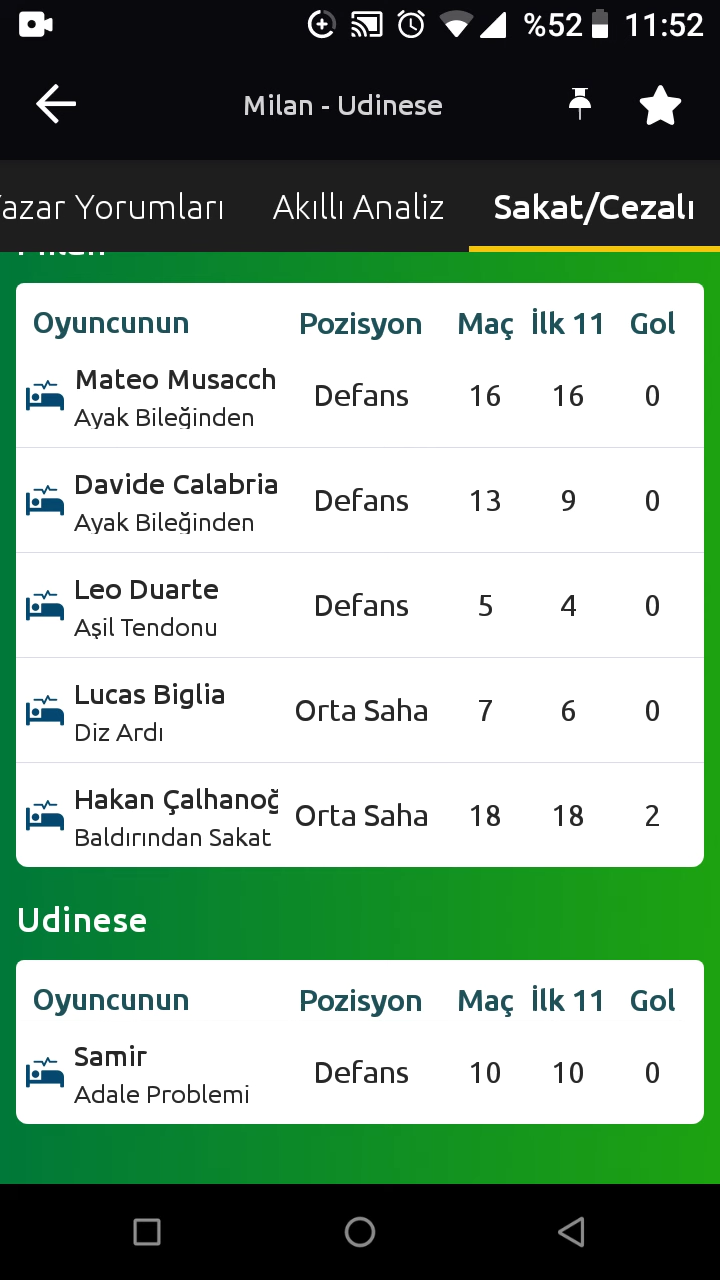 %52 11:52
Milan - Udinese
azar Yorumları Akıllı Analiz Sakat/Cezalı
Oyuncunun Pozisyon Maç İlk 11 Gol
Mateo Musacch
Ayak Bileğinden
Defans 16 16 0
Davide Calabria
Ayak Bileğinden
Defans 13 9 0
Leo Duarte
Aşil Tendonu
Defans 5 4 0
Lucas Biglia
Diz Ardı
Orta Saha 7 6 0
Hakan Çalhanoğ
Baldırından Sakat
Orta Saha 18 18 2
Udinese
Oyuncunun Pozisyon Maç İlk 11 Gol
Samir
Adale Problemi
Defans 10 10 0